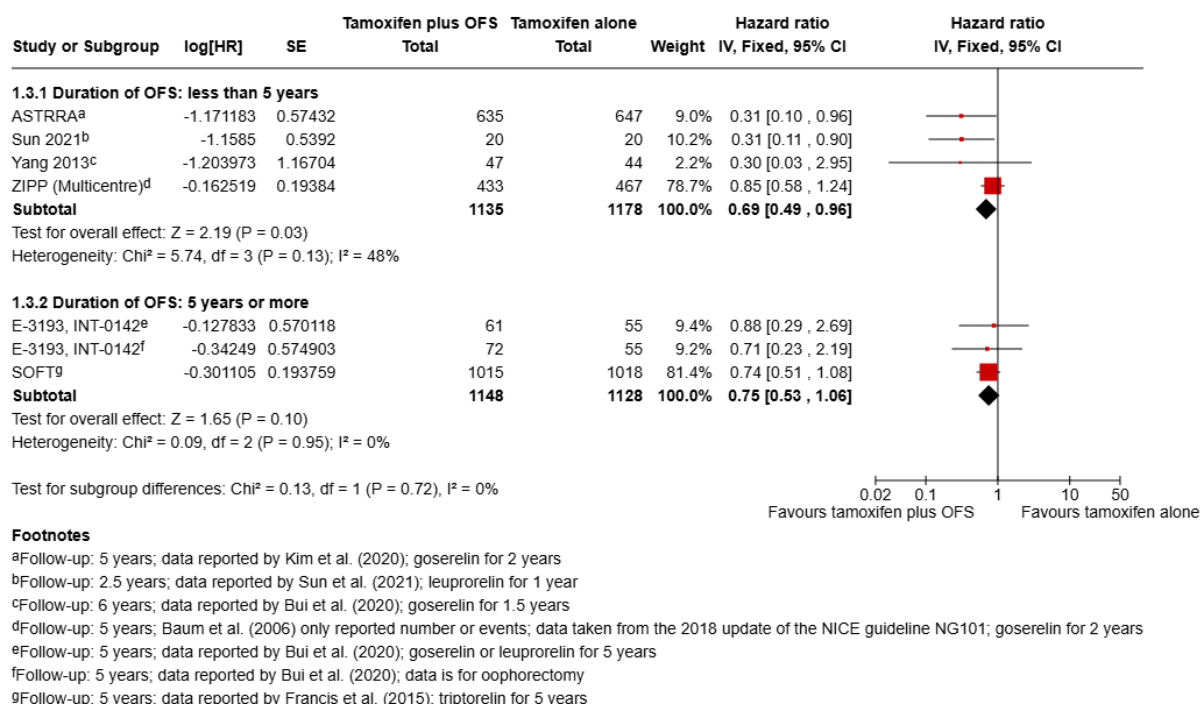 Tamoxifen plus OFS Tamoxifen alone Hazard ratio Hazard ratio
Study or Subgroup log[HR] SE Total Total Weight IV, Fixed, 95% CI IV, Fixed, 95% CI
1.3.1 Duration of OFS: less than 5 years
ASTRRAa -1.171183 0.57432 635 647 9.0% 0.31 [0.10 , 0.96]
Sun 2021b -1.1585 0.5392 20 20 10.2% 0.31 [0.11 , 0.90]
Yang 2013c -1.203973 1.16704 47 44 2.2% 0.30 [0.03 , 2.95]
ZIPP (Multicentre)d -0.162519 0.19384 433 467 78.7% 0.85 [0.58 , 1.24]
Subtotal 1135 1178 100.0% 0.69 [0.49 , 0.96]
Test for overall effect: Z = 2.19 (P = 0.03)
Heterogeneity: Chi² = 5.74, df = 3 (P = 0.13); I² = 48%
1.3.2 Duration of OFS: 5 years or more
E-3193, INT-0142e -0.127833 0.570118 61 55 9.4% 0.88 [0.29 , 2.69]
E-3193, INT-0142f -0.34249 0.574903 72 55 9.2% 0.71 [0.23 , 2.19]
SOFTg -0.301105 0.193759 1015 1018 81.4% 0.74 [0.51 , 1.08]
Subtotal 1148 1128 100.0% 0.75 [0.53 , 1.06]
Test for overall effect: Z = 1.65 (P = 0.10)
Heterogeneity: Chi² = 0.09, df = 2 (P = 0.95); I² = 0%
Test for subgroup differences: Chi² = 0.13, df = 1 (P = 0.72), I² = 0%
0.02 0.1 1 10 50
Favours tamoxifen plus OFS Favours tamoxifen alone
Footnotes
aFollow-up: 5 years; data reported by Kim et al. (2020); goserelin for 2 years
bFollow-up: 2.5 years; data reported by Sun et al. (2021); leuprorelin for 1 year
cFollow-up: 6 years; data reported by Bui et al. (2020); goserelin for 1.5 years
dFollow-up: 5 years; Baum et al. (2006) only reported number or events; data taken from the 2018 update of the NICE guideline NG101; goserelin for 2 years
eFollow-up: 5 years; data reported by Bui et al. (2020); goserelin or leuprorelin for 5 years
fFollow-up: 5 years; data reported by Bui et al. (2020); data is for oophorectomy
gFollow-up: 5 years; data reported by Francis et al. (2015); triptorelin for 5 years